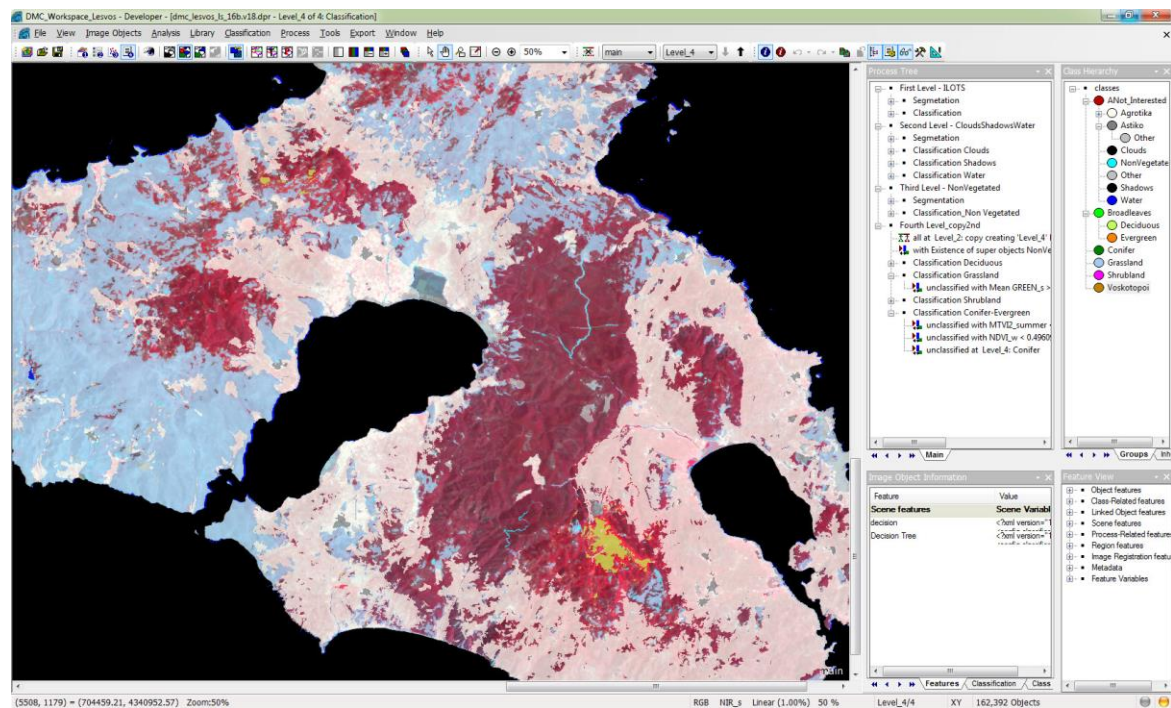 DMC_Workspace_Lesvos - Developer - [dmc_lesvos_ls_16b.v18.dpr - Level_4 of 4: Classification]
File View Image Objects Analysis Library Classification Process Tools Export Window Help
50% main Level_4
Process Tree
First Level - ILOTS
Segmetation
Classification
Second Level - CloudsShadowsWater
Segmetation
Classification Clouds
Classification Shadows
Classification Water
Third Level - NonVegetated
Segmentation
Classification_Non Vegetated
Fourth Level_copy2nd
all at Level_2: copy creating 'Level_4'
with Existence of super objects NonVe
Classification Deciduous
Classification Grassland
unclassified with Mean GREEN_s >
Classification Shrubland
Classification Conifer-Evergreen
unclassified with MTVI2_summer
unclassified with NDVI_w < 0.4960
unclassified at Level_4: Conifer
Main
Class Hierarchy
classes
ANot_Interested
Agrotika
Astiko
Other
Clouds
NonVegetate
Other
Shadows
Water
Broadleaves
Deciduous
Evergreen
Conifer
Grassland
Shrubland
Voskotopoi
Groups Inh
Image Object Information
Feature Value
Scene features Scene Variabl
decision <?xml version="1
Decision Tree <?xml version="1
Features Classification Class
Feature View
Object features
Class-Related features
Linked Object features
Scene features
Process-Related feature
Region features
Image Registration featu
Metadata
Feature Variables
main
(5508, 1179) = (704459.21, 4340952.57) Zoom:50% RGB NIR_s Linear (1.00%) 50 % Level_4/4 XY 162,392 Objects